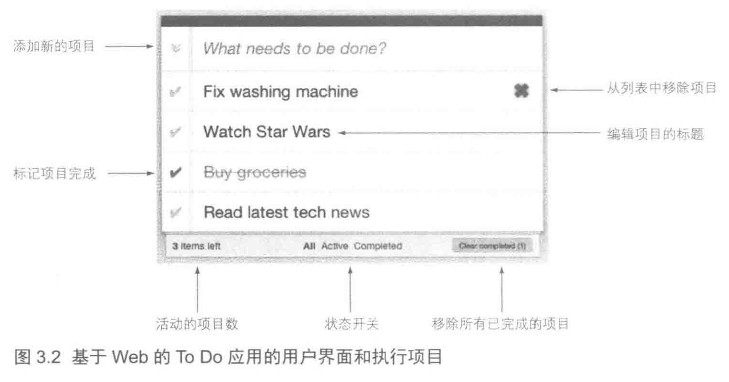 添加新的项目
What needs to be done?
Fix washing machine
从列表中移除项目
Watch Star Wars
编辑项目的标题
标记项目完成
Buy groceries
Read latest tech news
3 items left
All Active Completed
Clear completed (1)
活动的项目数
状态开关
移除所有已完成的项目
图 3.2 基于 Web 的 To Do 应用的用户界面和执行项目